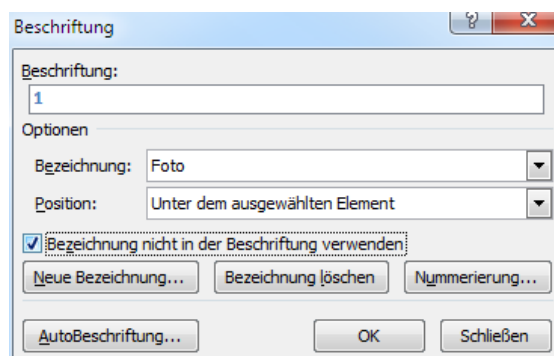 Beschriftung
Beschriftung:
1
Optionen
Bezeichnung: Foto
Position: Unter dem ausgewählten Element
Bezeichnung nicht in der Beschriftung verwenden
Neue Bezeichnung... Bezeichnung löschen Nummerierung...
AutoBeschriftung... OK Schließen